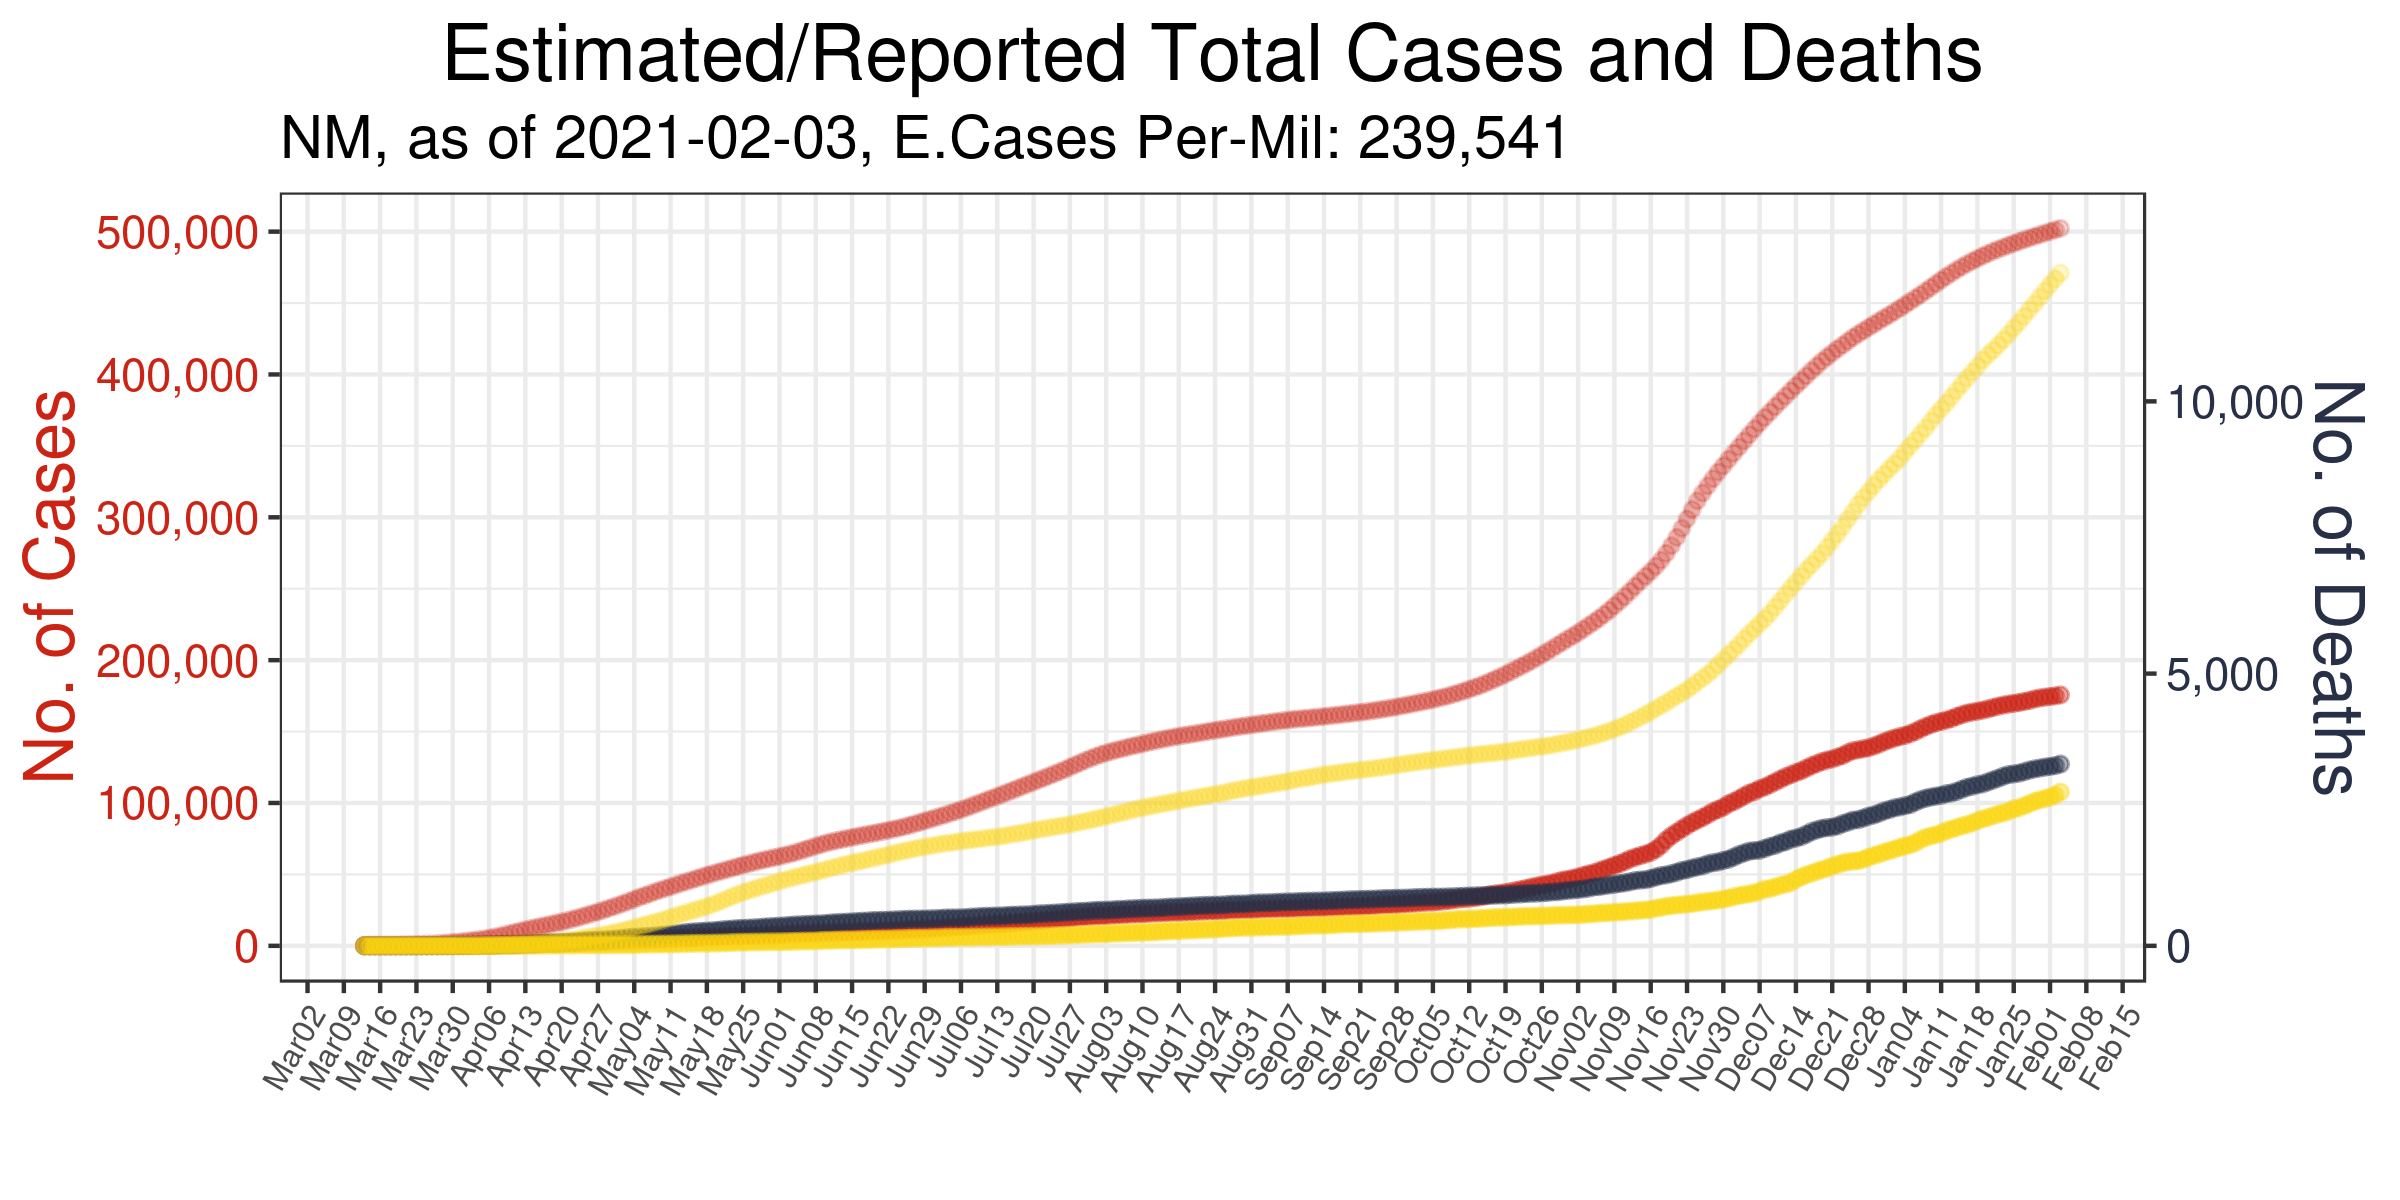 Estimated/Reported Total Cases and Deaths
NM, as of 2021-02-03, E.Cases Per-Mil: 239,541
No. of Cases
500,000
400,000
300,000
200,000
100,000
0
10,000
5,000
0
No. of Deaths
Mar02
Mar09
Mar16
Mar23
Mar30
Apr06
Apr13
Apr20
Apr27
May04
May11
May18
May25
Jun01
Jun08
Jun15
Jun22
Jun29
Jul06
Jul13
Jul20
Jul27
Aug03
Aug10
Aug17
Aug24
Aug31
Sep07
Sep14
Sep21
Sep28
Oct05
Oct12
Oct19
Oct26
Nov02
Nov09
Nov16
Nov23
Nov30
Dec07
Dec14
Dec21
Dec28
Jan04
Jan11
Jan18
Jan25
Feb01
Feb08
Feb15